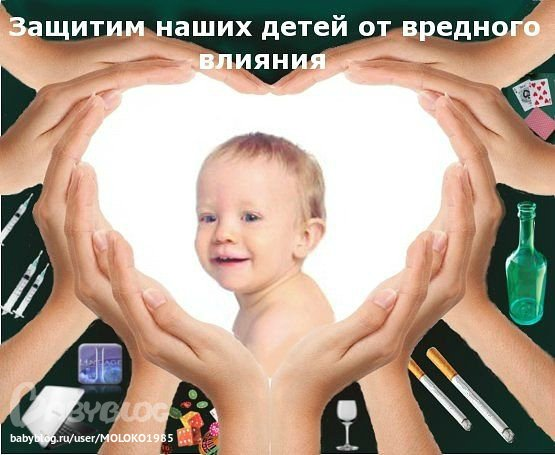 Защитим наших детей от вредного
влияния
BABYBLOG
babyblog.ru/user/MOLOKO1985